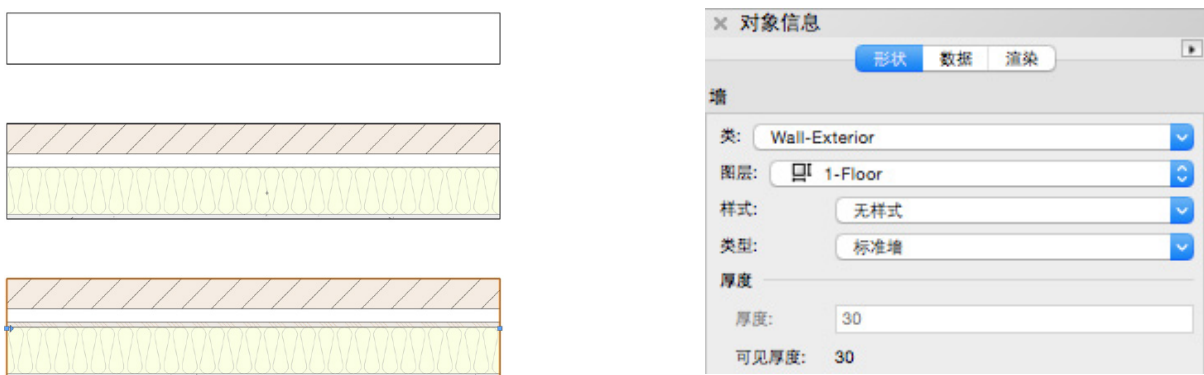 对象信息
形状 数据 渲染
墙
类: Wall-Exterior
图层: 1-Floor
样式: 无样式
类型: 标准墙
厚度
厚度: 30
可见厚度: 30